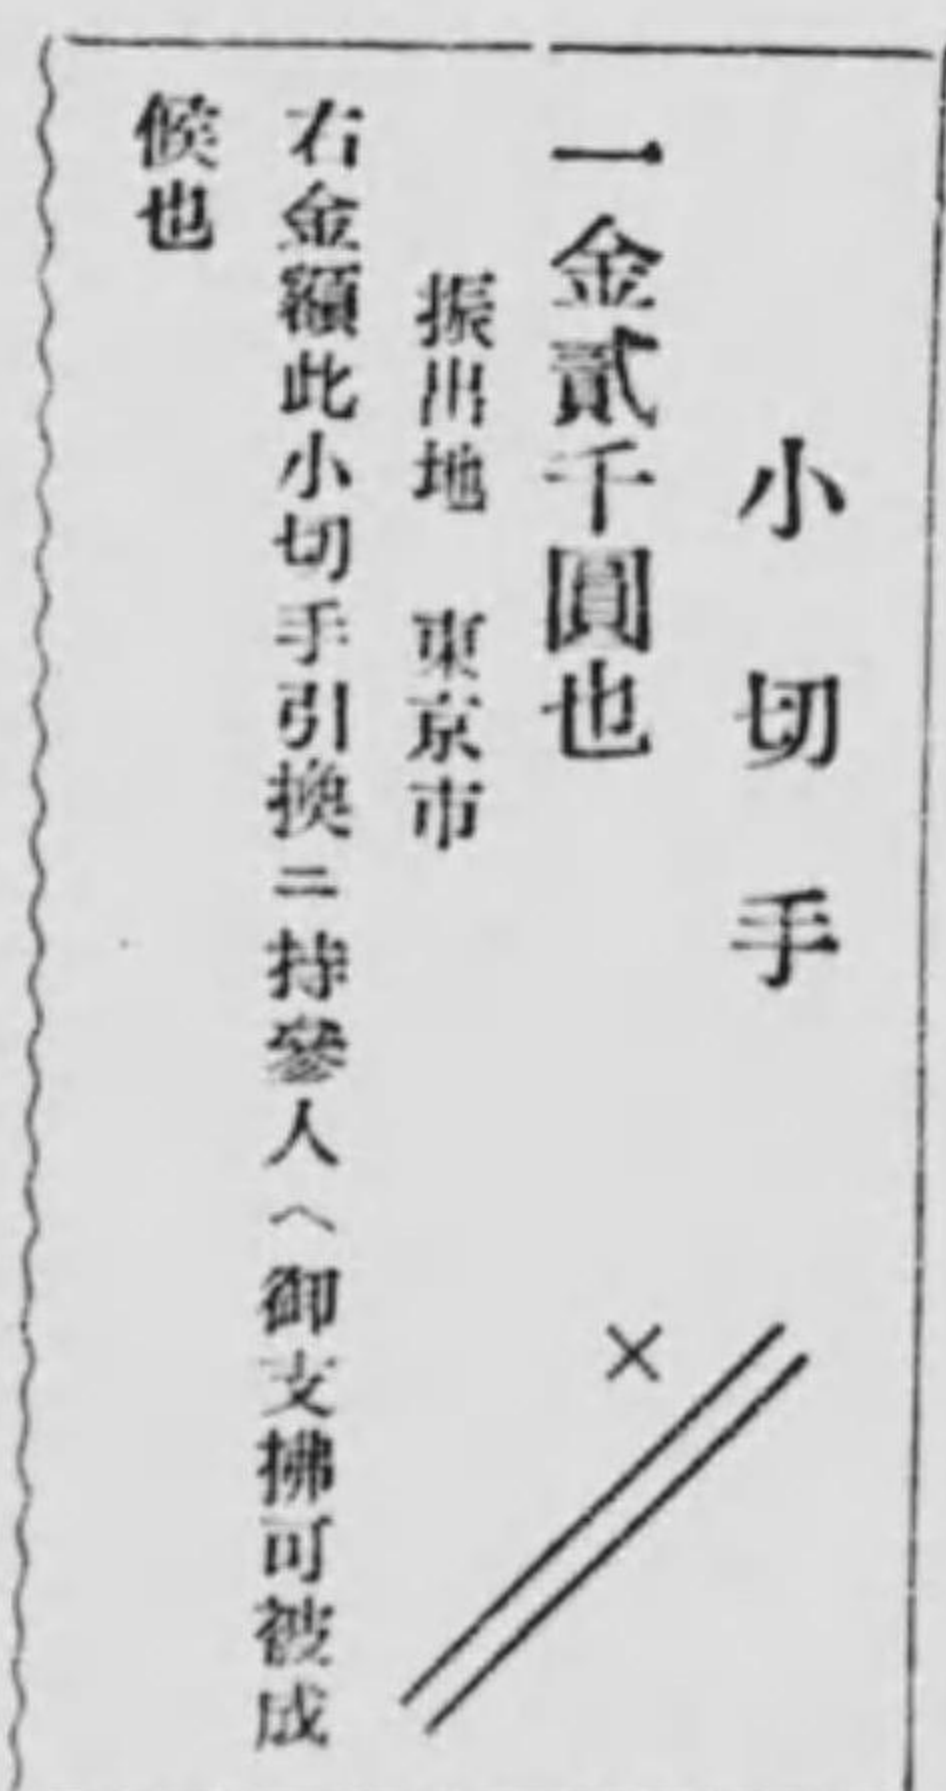 小切手
一金貳千圓也
振出地　東京市
右金額此小切手引換ニ持參人ヘ御支拂可被成
候也
×